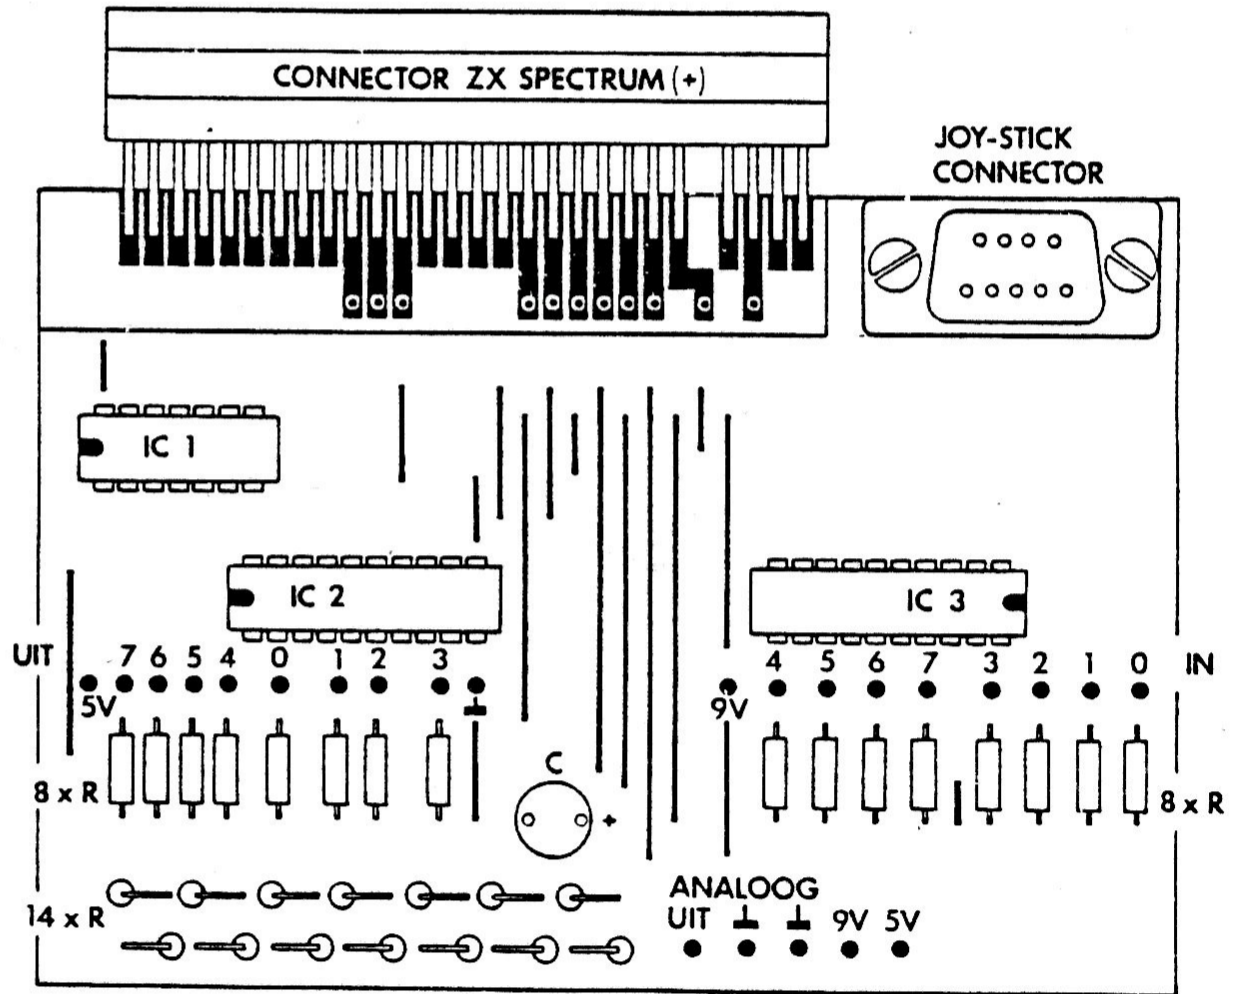 CONNECTOR ZX SPECTRUM (+)
JOY-STICK
CONNECTOR
IC 1
IC 2
IC 3
UIT 7 6 5 4 0 1 2 3
4 5 6 7 3 2 1 0 IN
5V
9V
8 x R
C
+
8 x R
14 x R
ANALOOG
UIT 9V 5V